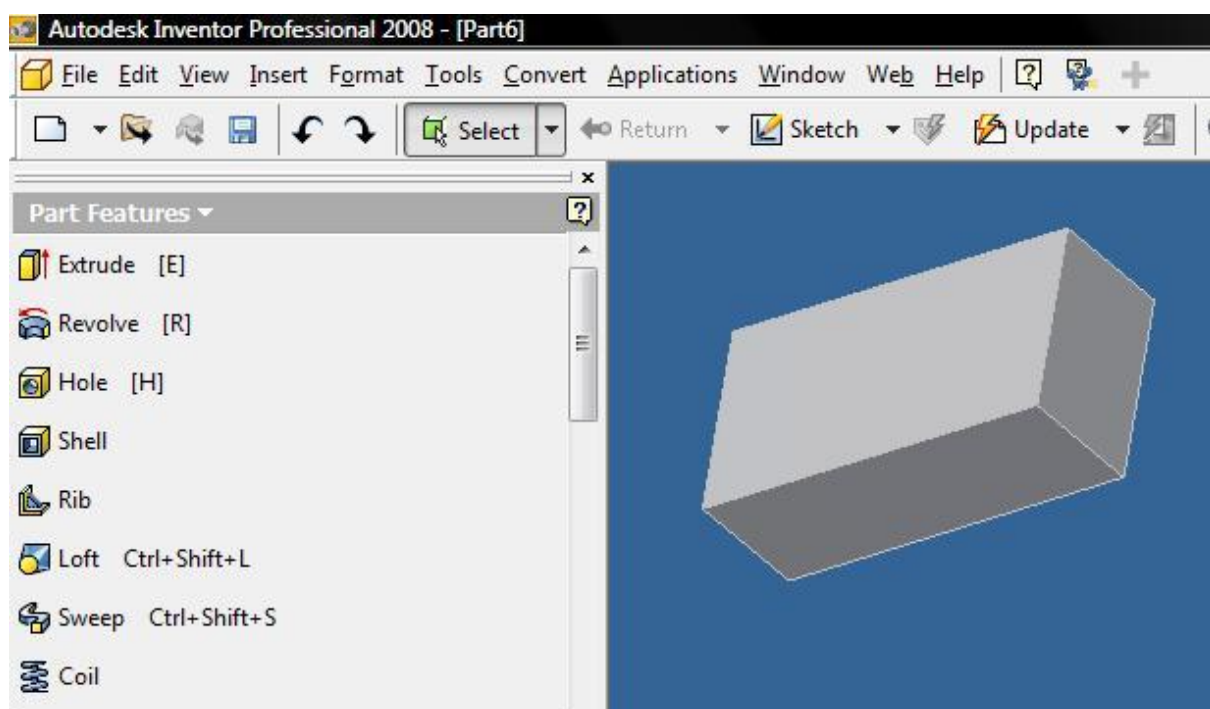 Autodesk Inventor Professional 2008 - [Part6]
File Edit View Insert Format Tools Convert Applications Window Web Help
Select Return Sketch Update
Part Features
Extrude [E]
Revolve [R]
Hole [H]
Shell
Rib
Loft Ctrl+Shift+L
Sweep Ctrl+Shift+S
Coil